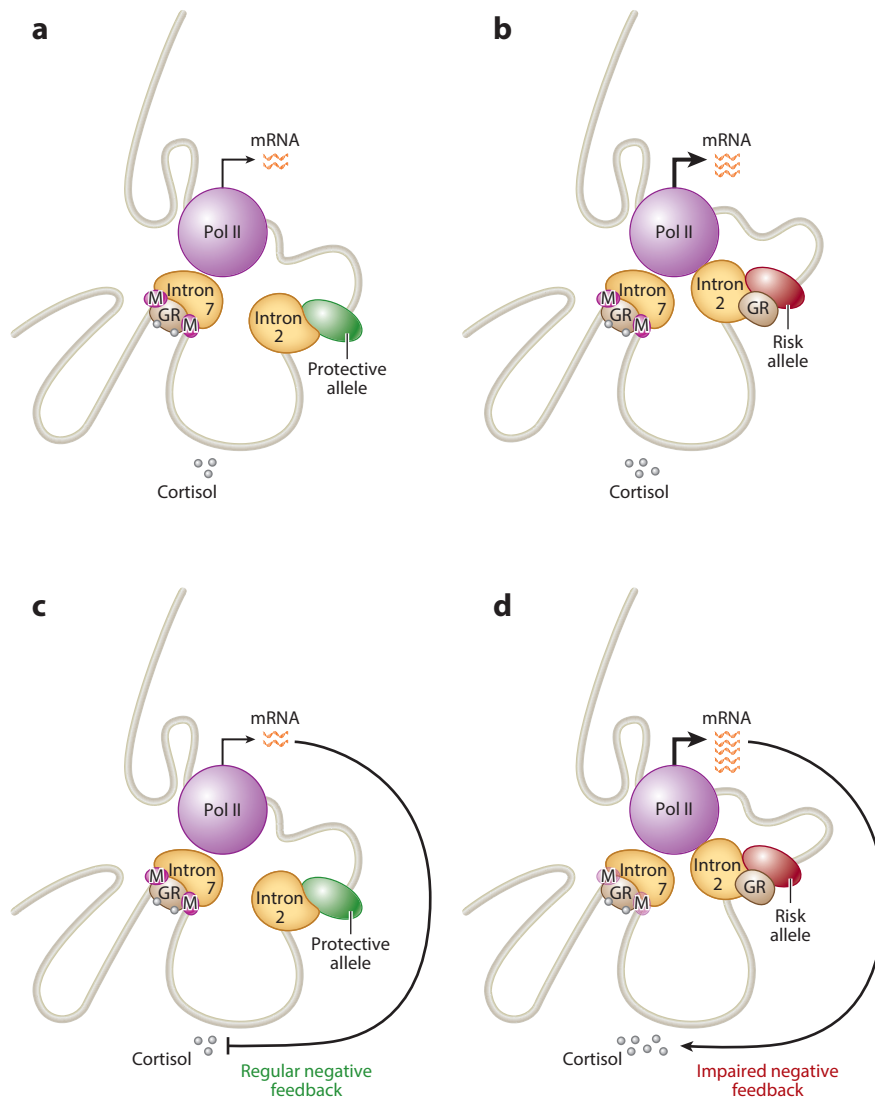 a
mRNA
Pol II
Intron
7
M
GR
M
Intron
2
Protective
allele
Cortisol
b
mRNA
Pol II
Intron
7
M
GR
M
Intron
2
GR
Risk
allele
Cortisol
c
mRNA
Pol II
Intron
7
M
GR
M
Intron
2
Protective
allele
Cortisol
Regular negative
feedback
d
mRNA
Pol II
Intron
7
M
GR
M
Intron
2
GR
Risk
allele
Cortisol
Impaired negative
feedback